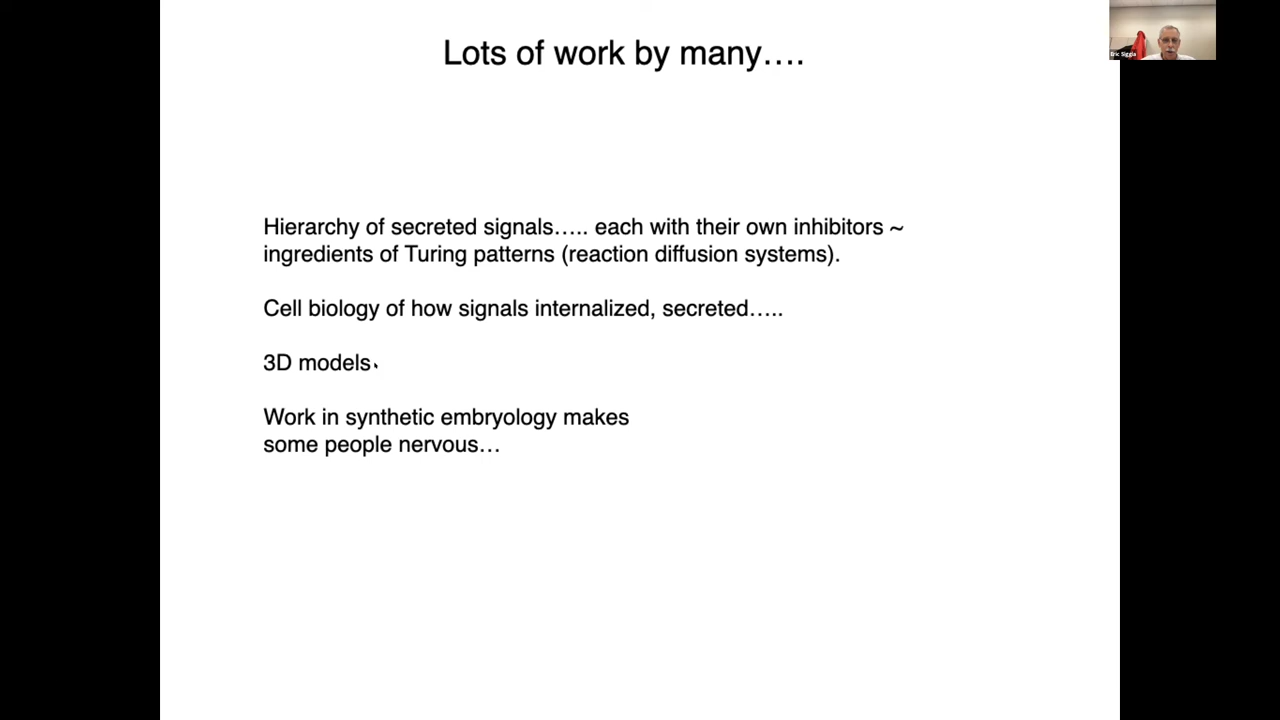 Lots of work by many….
Eric Siggia
Hierarchy of secreted signals….. each with their own inhibitors ~
ingredients of Turing patterns (reaction diffusion systems).
Cell biology of how signals internalized, secreted…..
3D models
Work in synthetic embryology makes
some people nervous…